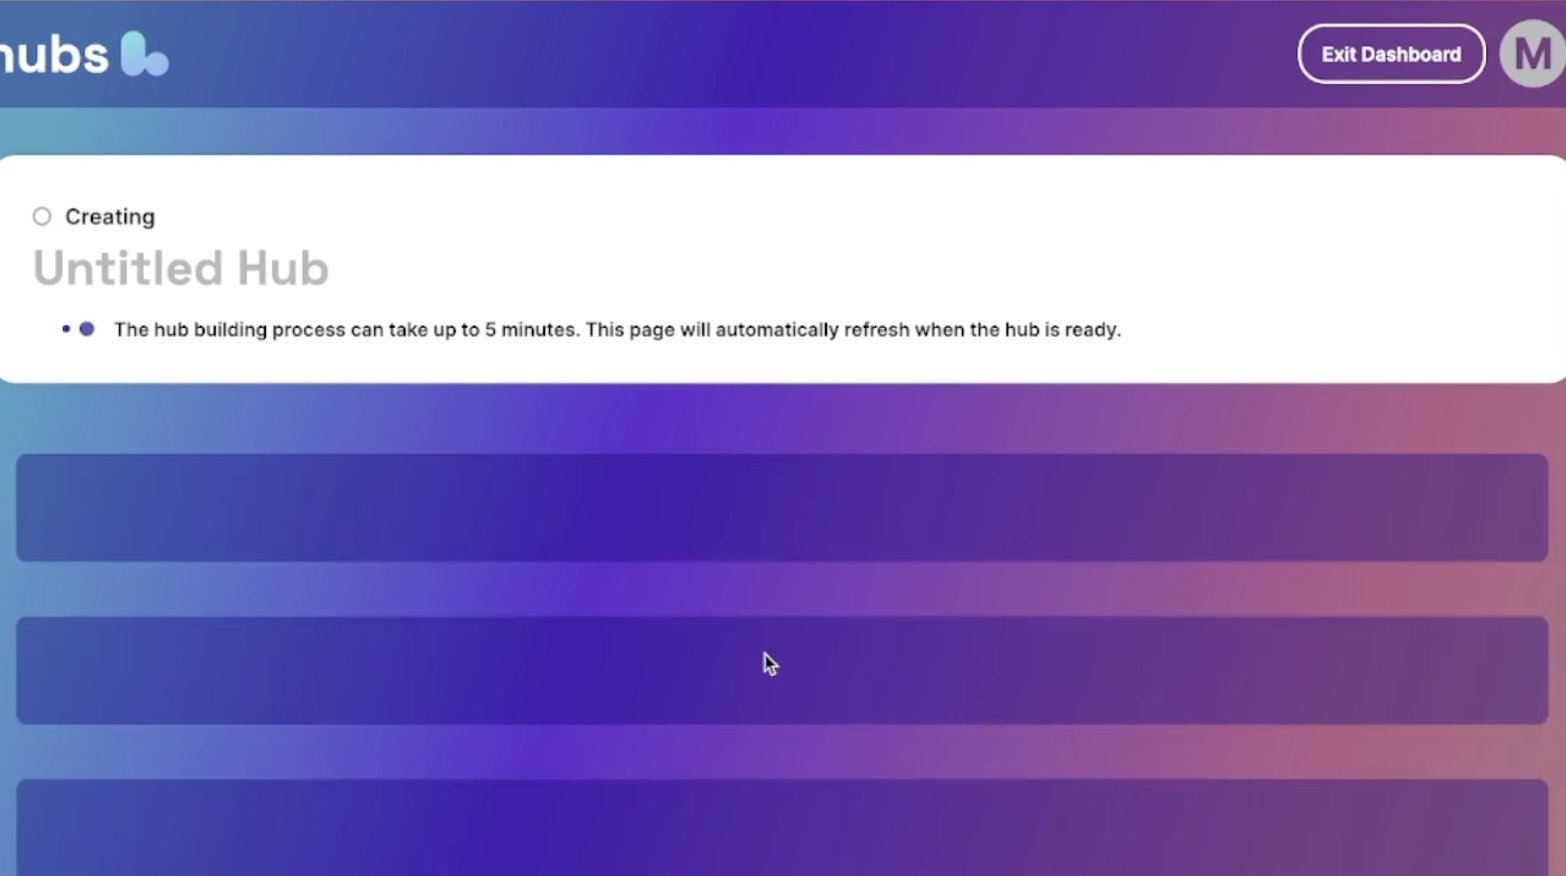 hubs
Exit Dashboard
M
Creating
Untitled Hub
The hub building process can take up to 5 minutes. This page will automatically refresh when the hub is ready.